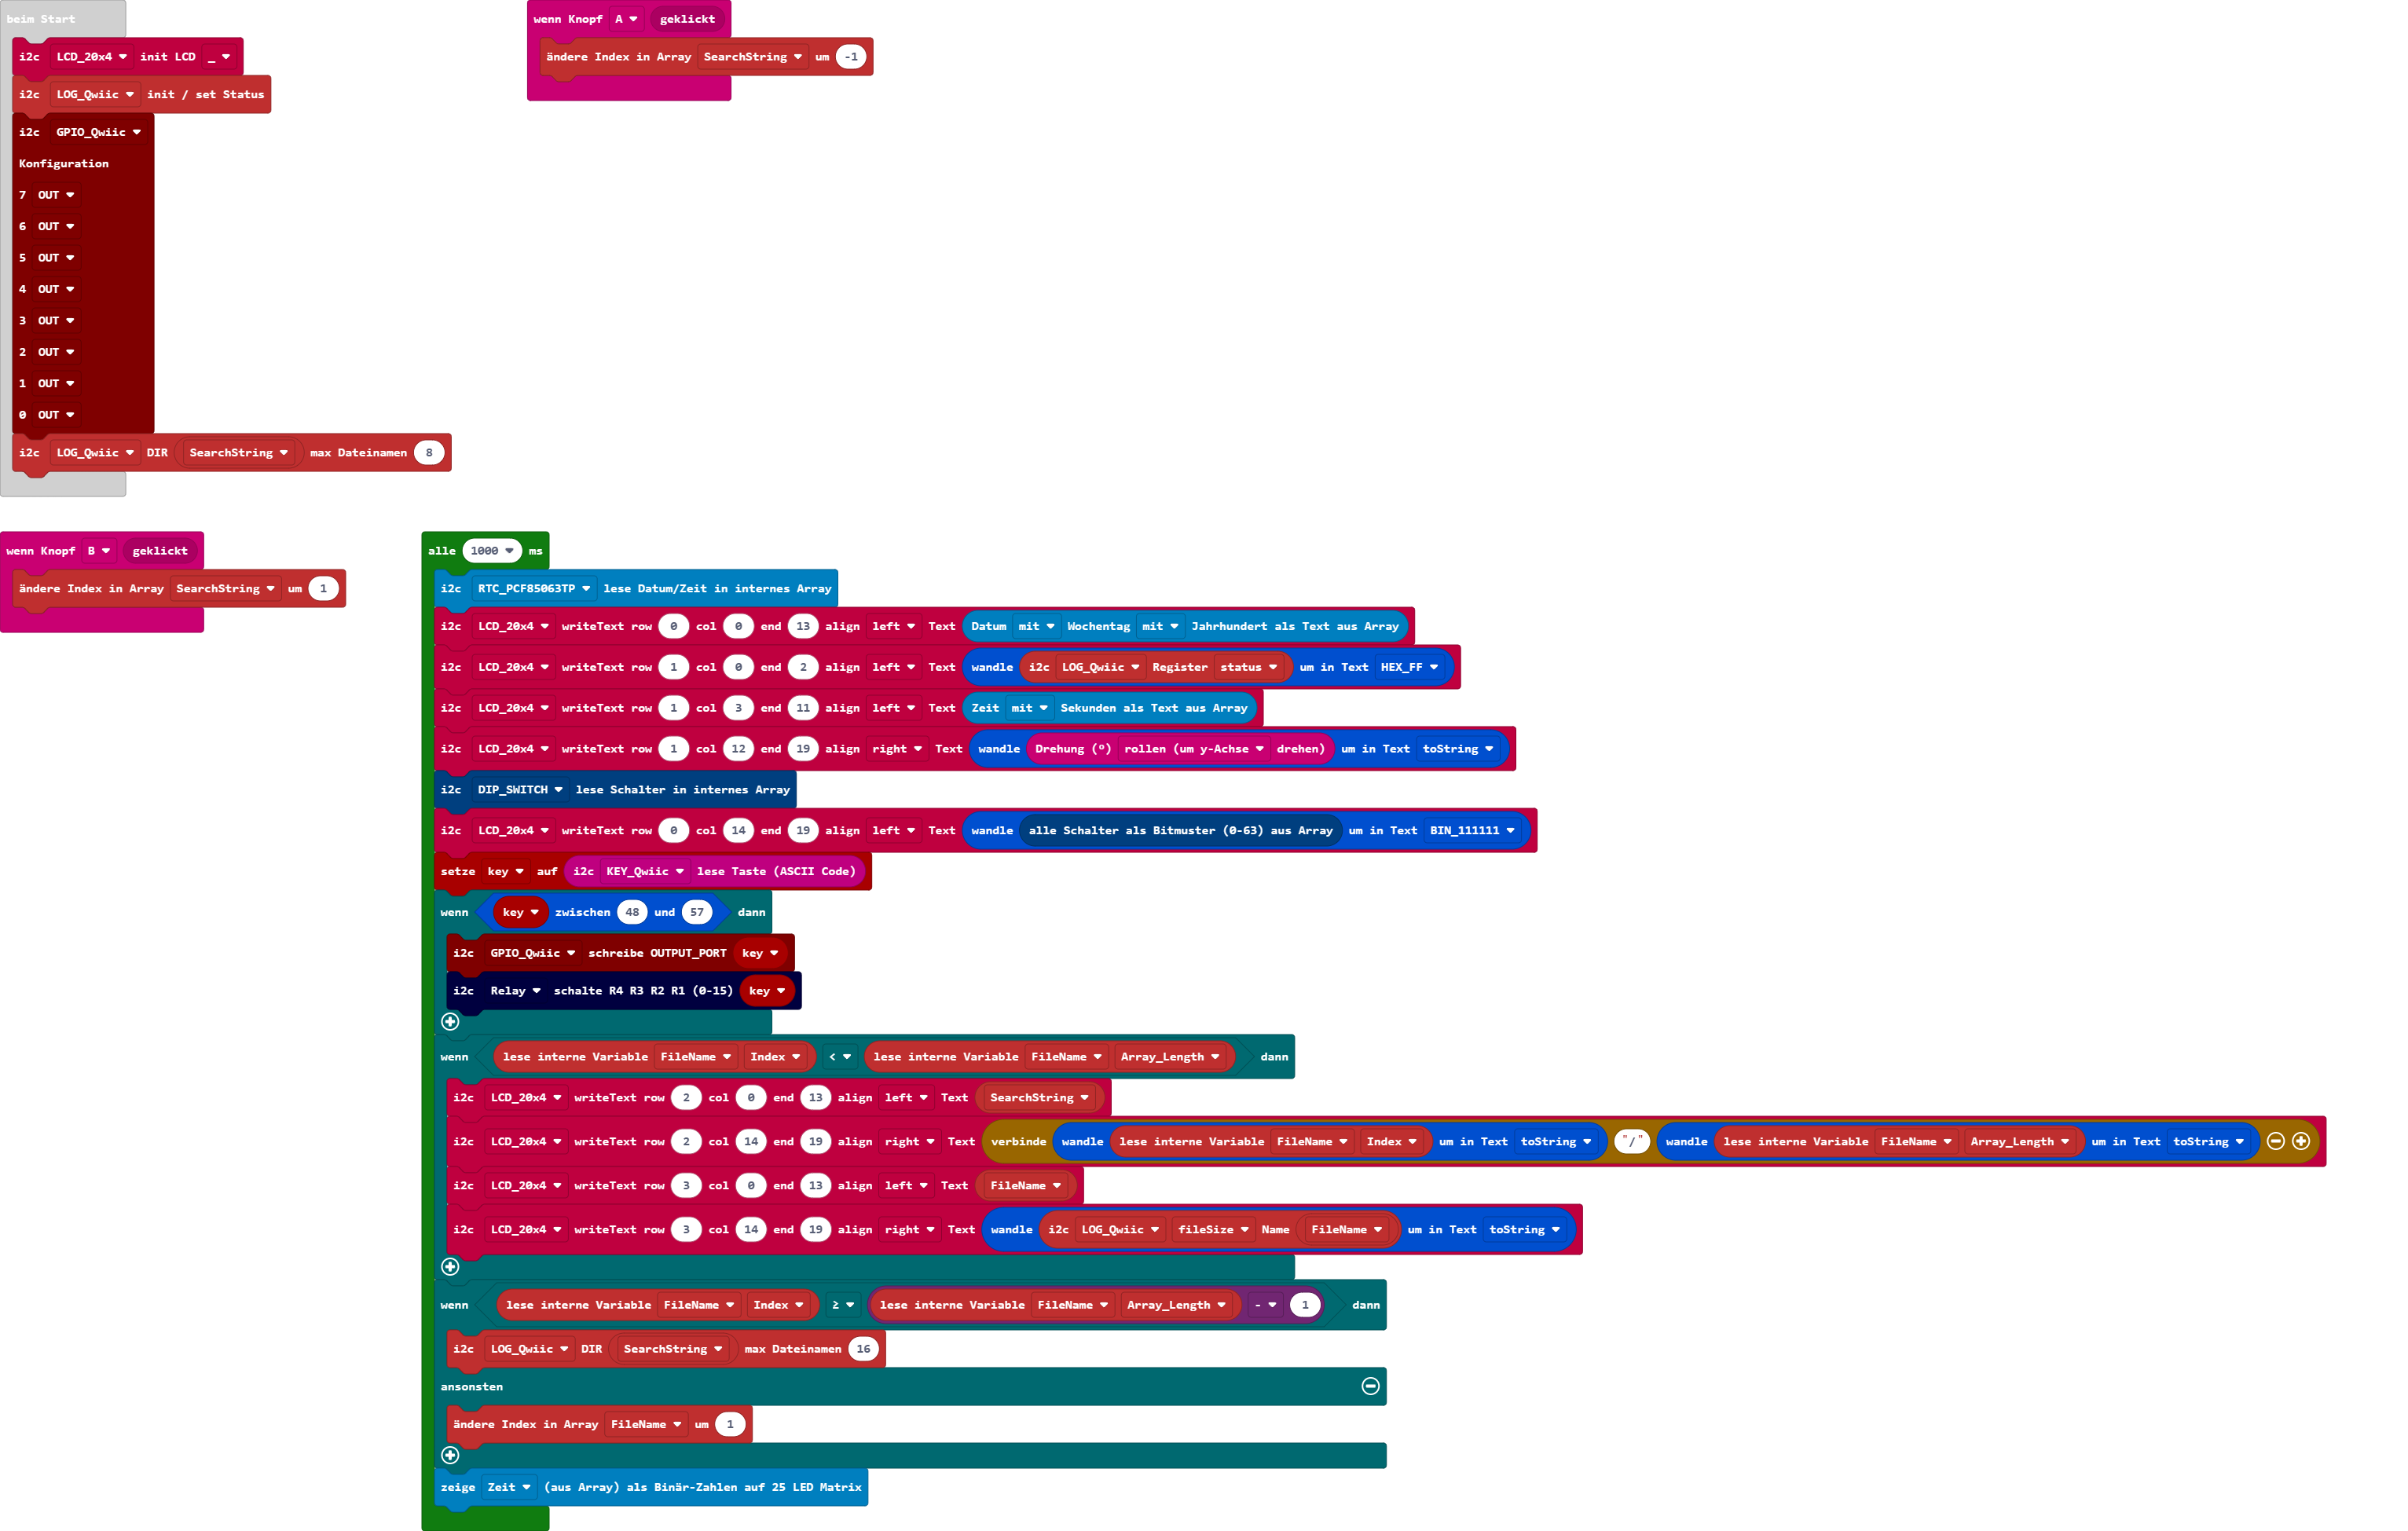 beim Start
i2c LCD_20x4 init LCD _
i2c LOG_Qwiic init / set Status
i2c GPIO_Qwiic
Konfiguration
7 OUT
6 OUT
5 OUT
4 OUT
3 OUT
2 OUT
1 OUT
0 OUT
i2c LOG_Qwiic DIR SearchString max Dateinamen 8
wenn Knopf A geklickt
ändere Index in Array SearchString um -1
wenn Knopf B geklickt
ändere Index in Array SearchString um 1
alle 1000 ms
i2c RTC_PCF85063TP lese Datum/Zeit in internes Array
i2c LCD_20x4 writeText row 0 col 0 end 13 align left Text Datum mit Wochentag mit Jahrhundert als Text aus Array
i2c LCD_20x4 writeText row 1 col 0 end 2 align left Text wandle i2c LOG_Qwiic Register status um in Text HEX_FF
i2c LCD_20x4 writeText row 1 col 3 end 11 align left Text Zeit mit Sekunden als Text aus Array
i2c LCD_20x4 writeText row 1 col 12 end 19 align right Text wandle Drehung (º) rollen (um y-Achse drehen) um in Text toString
i2c DIP_SWITCH lese Schalter in internes Array
i2c LCD_20x4 writeText row 0 col 14 end 19 align left Text wandle alle Schalter als Bitmuster (0-63) aus Array um in Text BIN_111111
setze key auf i2c KEY_Qwiic lese Taste (ASCII Code)
wenn key zwischen 48 und 57 dann
i2c GPIO_Qwiic schreibe OUTPUT_PORT key
i2c Relay schalte R4 R3 R2 R1 (0-15) key
wenn lese interne Variable FileName Index < lese interne Variable FileName Array_Length dann
i2c LCD_20x4 writeText row 2 col 0 end 13 align left Text SearchString
i2c LCD_20x4 writeText row 2 col 14 end 19 align right Text verbinde wandle lese interne Variable FileName Index um in Text toString "/" wandle lese interne Variable FileName Array_Length um in Text toString
i2c LCD_20x4 writeText row 3 col 0 end 13 align left Text FileName
i2c LCD_20x4 writeText row 3 col 14 end 19 align right Text wandle i2c LOG_Qwiic fileSize Name FileName um in Text toString
wenn lese interne Variable FileName Index ≥ lese interne Variable FileName Array_Length - 1 dann
i2c LOG_Qwiic DIR SearchString max Dateinamen 16
ansonsten
ändere Index in Array FileName um 1
zeige Zeit (aus Array) als Binär-Zahlen auf 25 LED Matrix